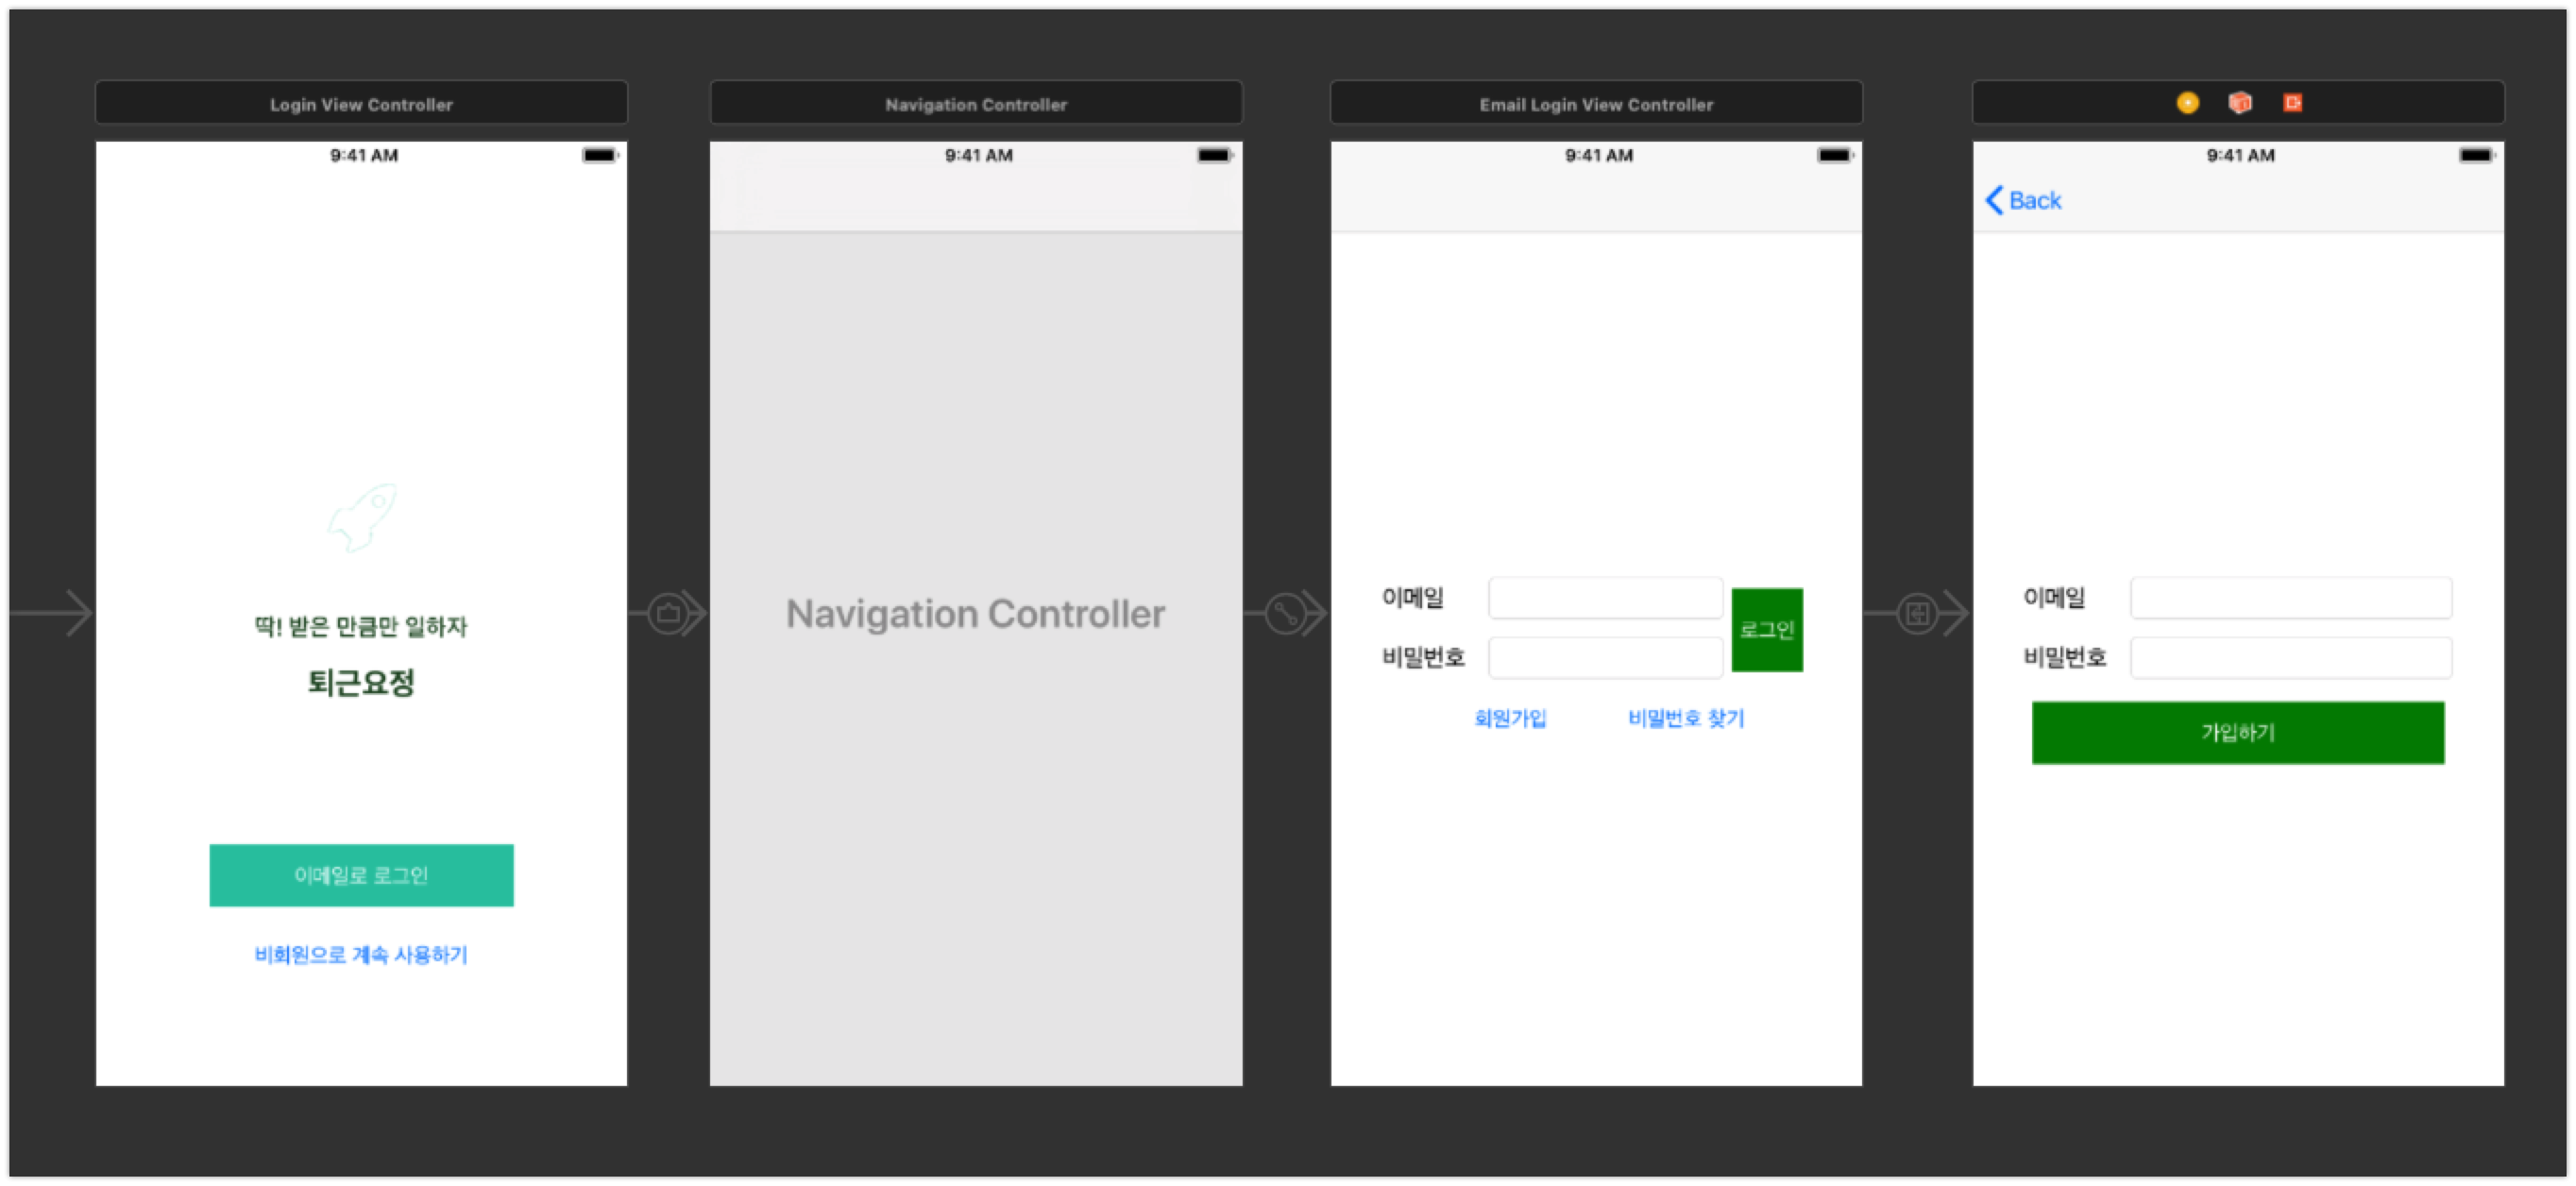 Login View Controller
9:41 AM
딱! 받은 만큼만 일하자
퇴근요정
이메일로 로그인
비회원으로 계속 사용하기
Navigation Controller
9:41 AM
Navigation Controller
Email Login View Controller
9:41 AM
이메일
비밀번호
로그인
회원가입 비밀번호 찾기
9:41 AM
Back
이메일
비밀번호
가입하기